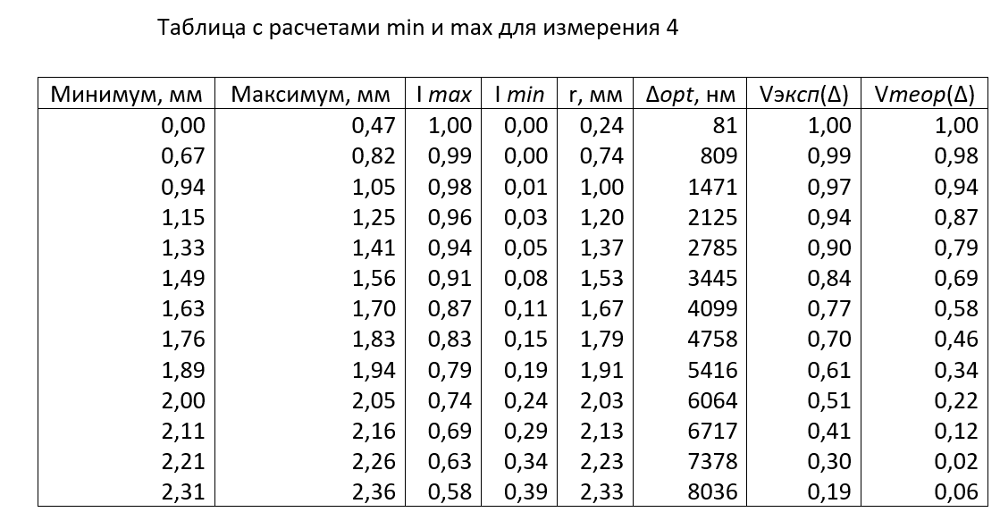 Таблица с расчетами min и max для измерения 4
Минимум, мм Максимум, мм I max I min r, мм Δopt, нм Vэксп(Δ) Vтеор(Δ)
0,00 0,47 1,00 0,00 0,24 81 1,00 1,00
0,67 0,82 0,99 0,00 0,74 809 0,99 0,98
0,94 1,05 0,98 0,01 1,00 1471 0,97 0,94
1,15 1,25 0,96 0,03 1,20 2125 0,94 0,87
1,33 1,41 0,94 0,05 1,37 2785 0,90 0,79
1,49 1,56 0,91 0,08 1,53 3445 0,84 0,69
1,63 1,70 0,87 0,11 1,67 4099 0,77 0,58
1,76 1,83 0,83 0,15 1,79 4758 0,70 0,46
1,89 1,94 0,79 0,19 1,91 5416 0,61 0,34
2,00 2,05 0,74 0,24 2,03 6064 0,51 0,22
2,11 2,16 0,69 0,29 2,13 6717 0,41 0,12
2,21 2,26 0,63 0,34 2,23 7378 0,30 0,02
2,31 2,36 0,58 0,39 2,33 8036 0,19 0,06